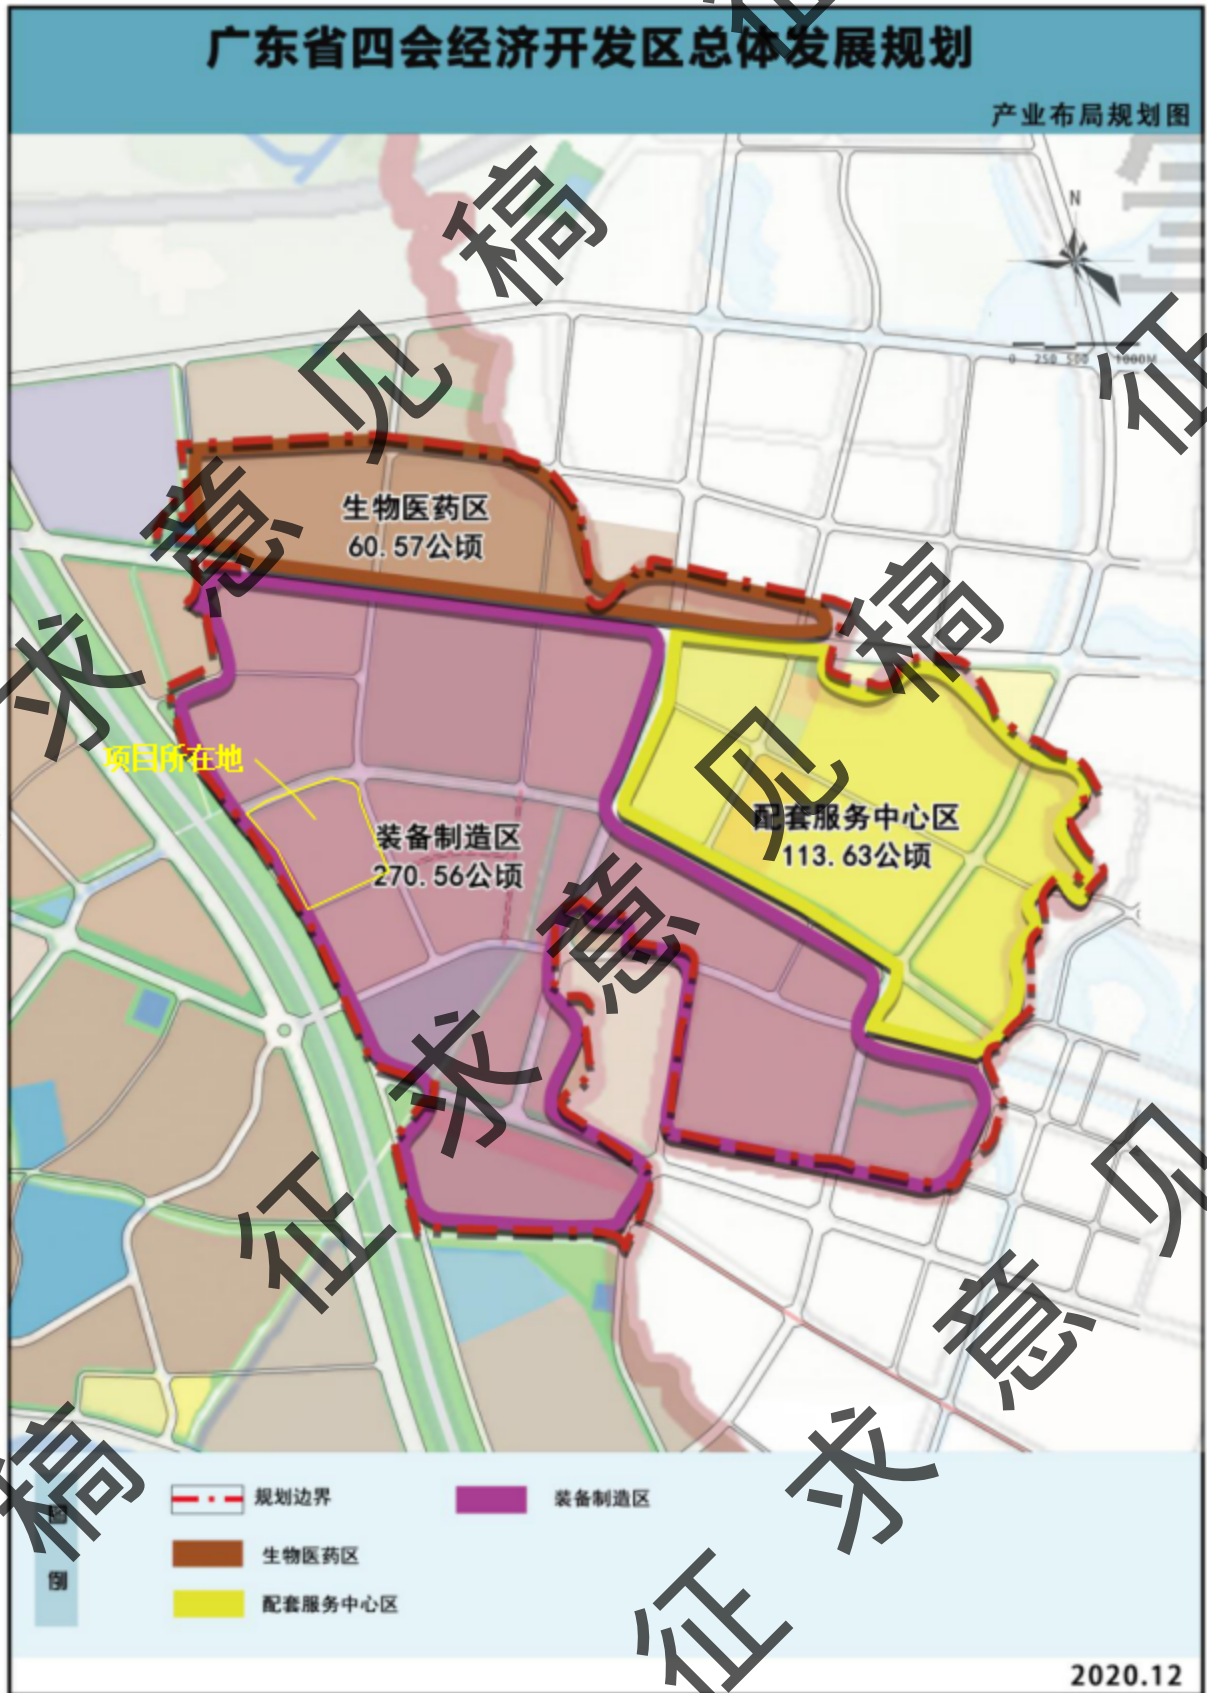 广东省四会经济开发区总体发展规划
产业布局规划图
N
0 250 500 1000M
生物医药区
60.57公顷
项目所在地
装备制造区
270.56公顷
配套服务中心区
113.63公顷
征求意见稿
征求意见稿
征求意见稿
图例
规划边界
装备制造区
生物医药区
配套服务中心区
2020.12